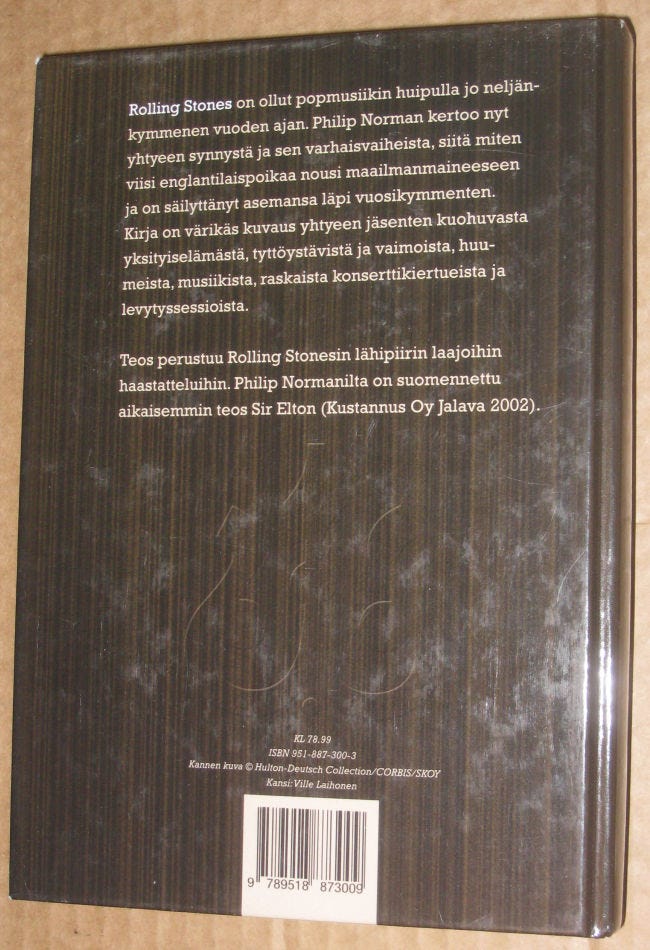 Rolling Stones on ollut popmusiikin huipulla jo neljän-
kymmenen vuoden ajan. Philip Norman kertoo nyt
yhtyeen synnystä ja sen varhaisvaiheista, siitä miten
viisi englantilaispoikaa nousi maailmanmaineeseen
ja on säilyttänyt asemansa läpi vuosikymmenten.
Kirja on värikäs kuvaus yhtyeen jäsenten kuohuvasta
yksityiselämästä, tyttöystävistä ja vaimoista, huu-
meista, musiikista, raskaista konserttikiertueista ja
levytyssessioista.
Teos perustuu Rolling Stonesin lähipiirin laajoihin
haastatteluihin. Philip Normanilta on suomennettu
aikaisemmin teos Sir Elton (Kustannus Oy Jalava 2002).
KL 78.99
ISBN 951-887-300-3
Kannen kuva © Hulton-Deutsch Collection/CORBIS/SKOY
Kansi: Ville Laihonen
9 789518 873009